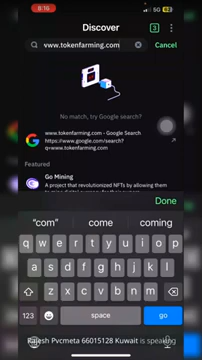 8:16
Discover
3
www.tokenfarming.com
Cancel
No match, try Google search?
www.tokenfarming.com - Google Search
https://www.google.com/search?
q=www.tokenfarming.com
Featured
Go Mining
A project that revolutionized NFTs by allowing them
Done
"com" come coming
q w e r t y u i o p
a s d f g h j k l
z x c v b n m
123 space go
Rajesh Pvcmeta 66015128 Kuwait is speaking